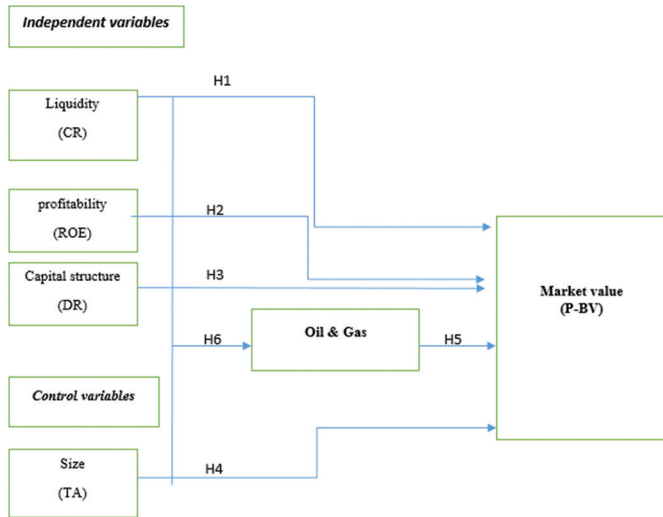 Independent variables
H1
Liquidity
(CR)
profitability
(ROE)
H2
Capital structure
(DR)
H3
Market value
(P-BV)
Oil & Gas
H6
H5
Control variables
Size
(TA)
H4